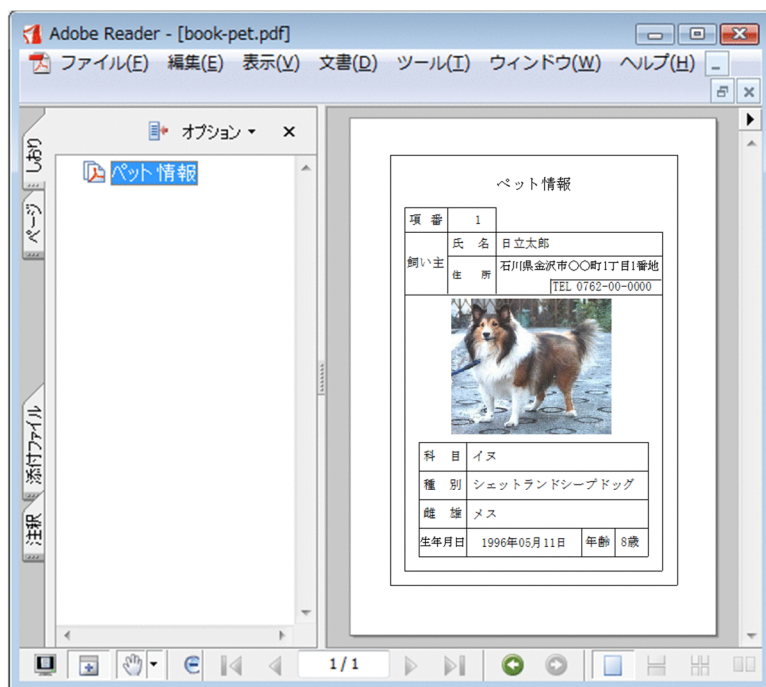 Adobe Reader - [book-pet.pdf]
ファイル(F) 編集(E) 表示(V) 文書(D) ツール(T) ウィンドウ(W) ヘルプ(H)
オプション
しおり
ページ
添付ファイル
注釈
ペット情報
ペット情報
項 番 1
飼い主
氏 名 日立太郎
住 所 石川県金沢市〇〇町1丁目1番地
TEL 0762-00-0000
科 目 イヌ
種 別 シェットランドシープドッグ
雌 雄 メス
生年月日 1996年05月11日 年齢 8歳
1/1